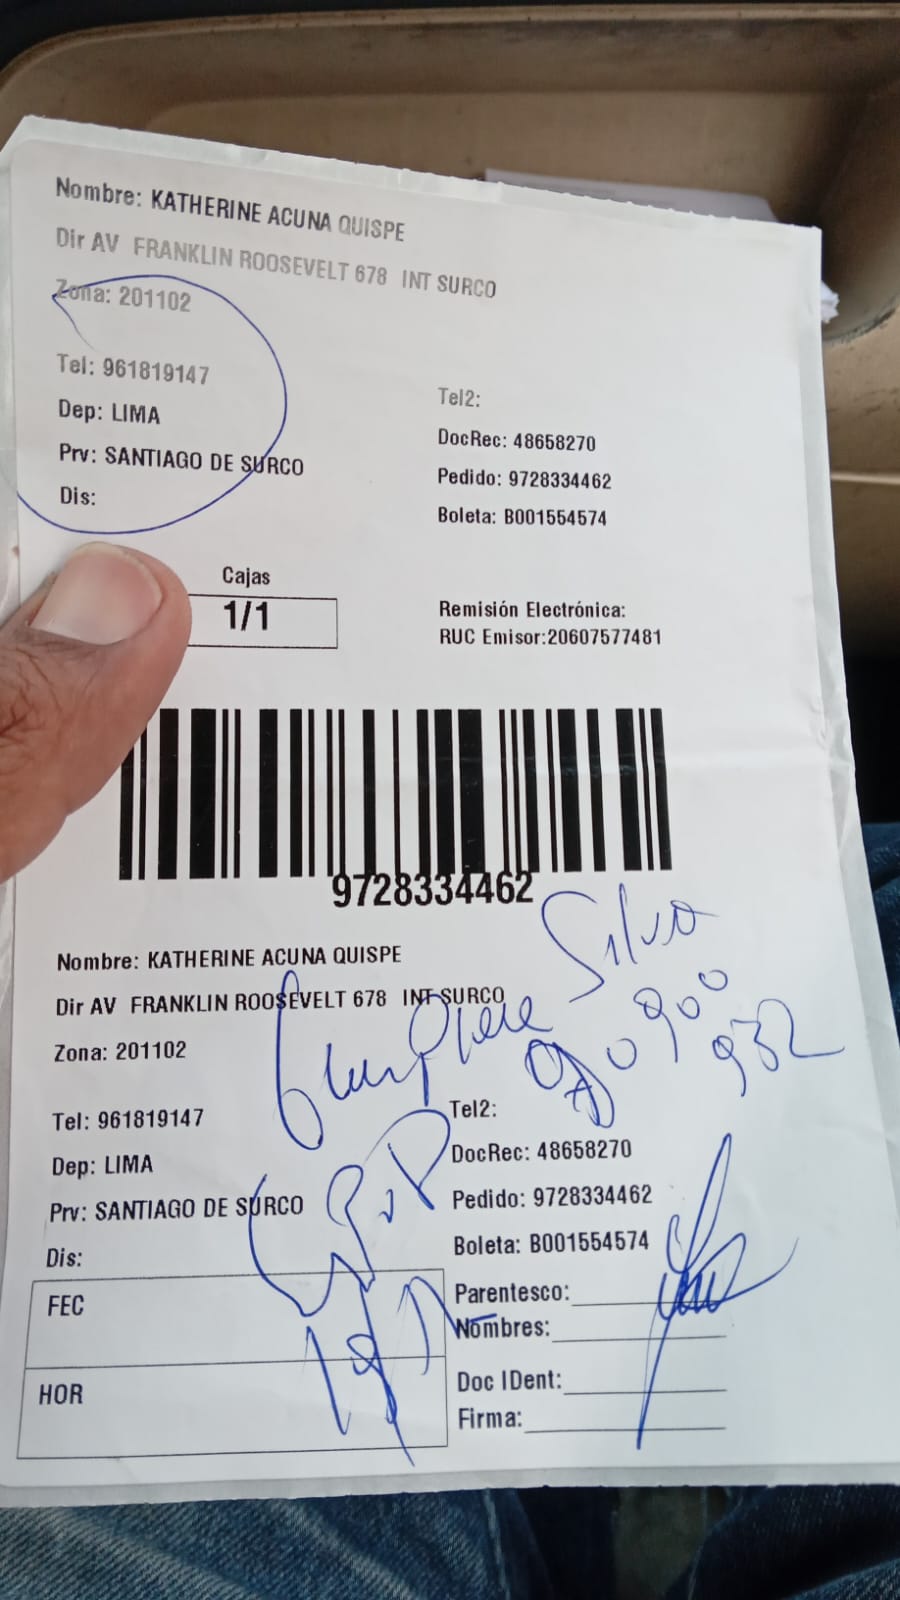 Nombre: KATHERINE ACUNA QUISPE
Dir AV FRANKLIN ROOSEVELT 678 INT SURCO
Zona: 201102
Tel: 961819147
Tel2:
Dep: LIMA
DocRec: 48658270
Prv: SANTIAGO DE SURCO
Pedido: 9728334462
Dis:
Boleta: B001554574
Cajas
1/1
Remisión Electrónica:
RUC Emisor:20607577481
9728334462
Silva
Nombre: KATHERINE ACUNA QUISPE
Dir AV FRANKLIN ROOSEVELT 678 INT SURCO
Zona: 201102
932
Tel: 961819147
Tel2:
Dep: LIMA
DocRec: 48658270
Prv: SANTIAGO DE SURCO
Pedido: 9728334462
Dis:
Boleta: B001554574
FEC
Parentesco:
Nombres:
HOR
Doc IDent:
Firma: